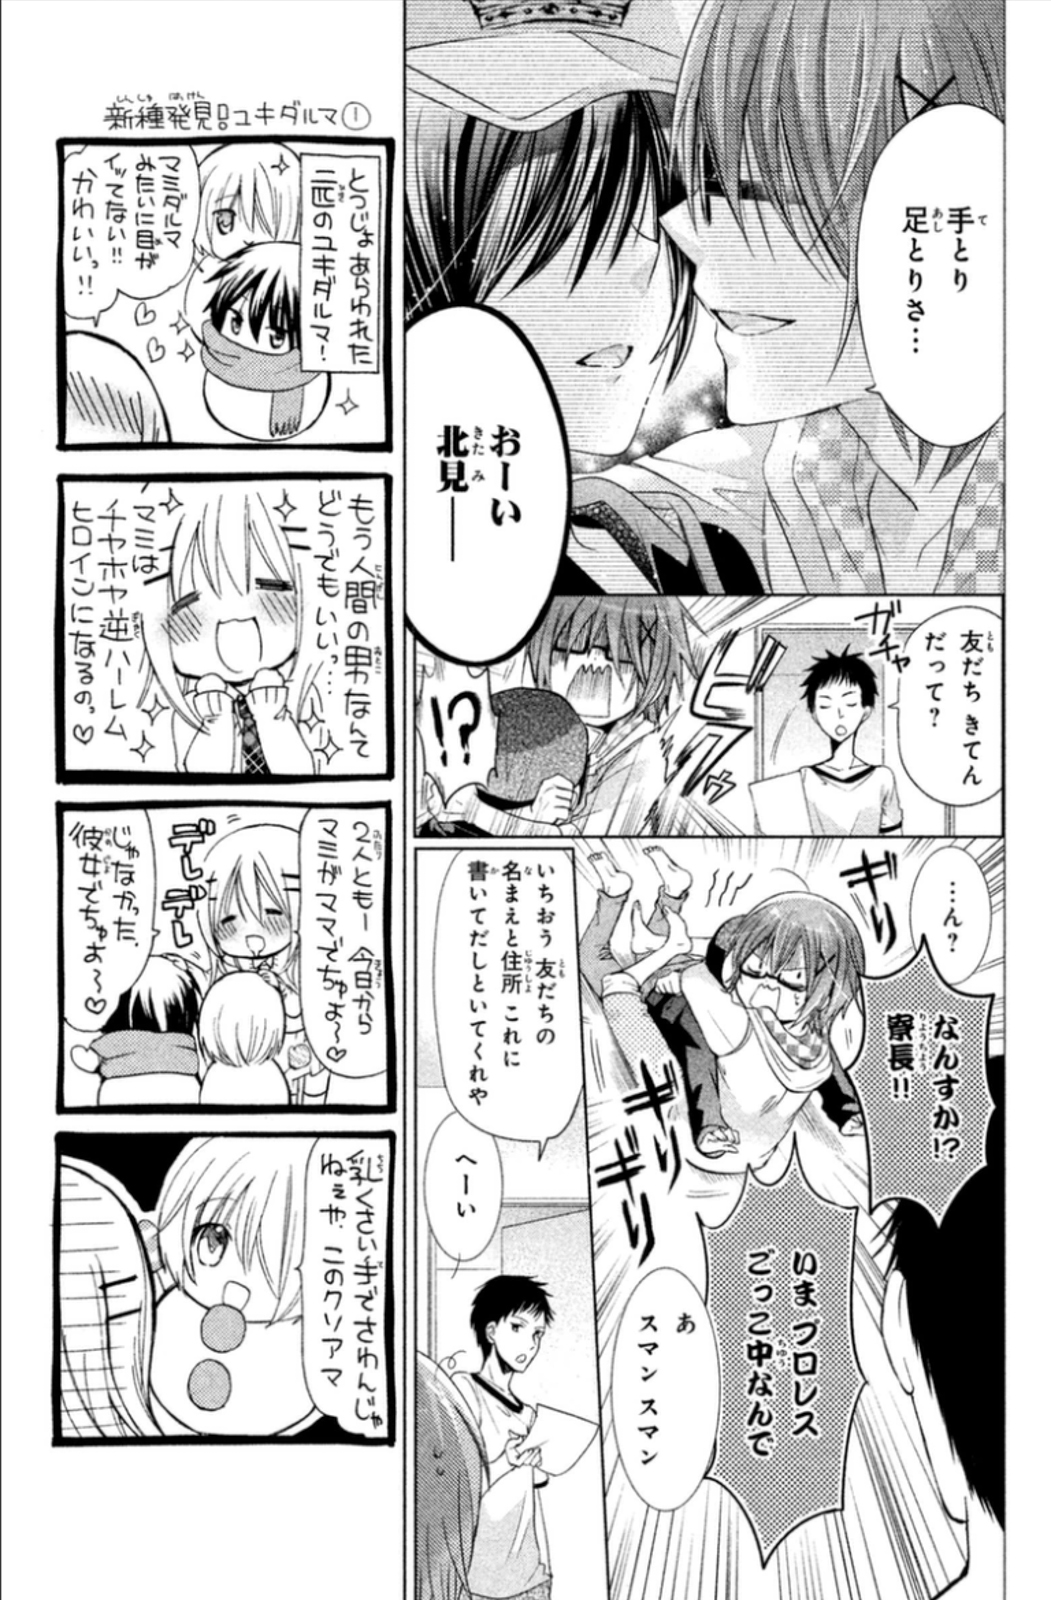 手とり
足とりさ…
おーい
北見――
友だち きてん
だって?
ガチャ
!?
…ん?
ギリ
なんすか!?
寮長!!
いま プロレス
ごっこ中なんで
ギリ
あ
スマン スマン
いちおう 友だちの
名まえと住所 これに
書いてだしといてくれや
へーい
新種発見!!ユキダルマ①
とつじょあらわれた
二匹のユキダルマ!
マミダルマ
みたいに目が
イッてない!!
かわいいっ!!
もう人間の男なんて
どうでもいいっ…
マミは
チヤホヤ逆ハーレム
ヒロインになるのっ♡
2人ともー 今日から
マミがママでちゅよ〜♡
デレ
デレ
じゃなかった、
彼女でちゅよ〜♡
乳くさい手でさわんじゃ
ねぇや、このクソアマ